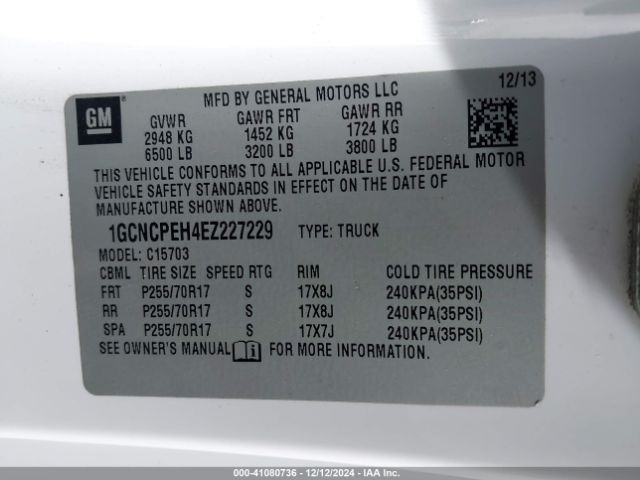 GM
MFD BY GENERAL MOTORS LLC
12/13
GVWR GAWR FRT GAWR RR
2948 KG 1452 KG 1724 KG
6500 LB 3200 LB 3800 LB
THIS VEHICLE CONFORMS TO ALL APPLICABLE U.S. FEDERAL MOTOR
VEHICLE SAFETY STANDARDS IN EFFECT ON THE DATE OF
MANUFACTURE SHOWN ABOVE.
1GCNCPEH4EZ227229 TYPE: TRUCK
MODEL: C15703
CBML TIRE SIZE SPEED RTG RIM COLD TIRE PRESSURE
FRT P255/70R17 S 17X8J 240KPA(35PSI)
RR P255/70R17 S 17X8J 240KPA(35PSI)
SPA P255/70R17 S 17X7J 240KPA(35PSI)
SEE OWNER'S MANUAL FOR MORE INFORMATION.
000-41080736 • 12/12/2024 - IAA Inc.